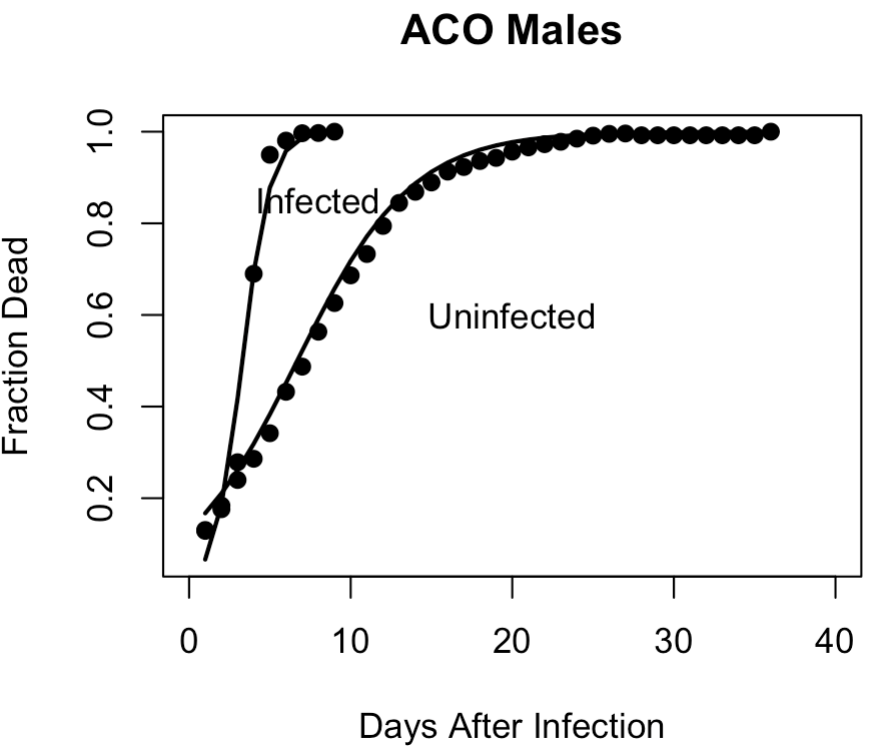 ACO Males
Fraction Dead
1.0
0.8
0.6
0.4
0.2
Infected
Uninfected
0 10 20 30 40
Days After Infection